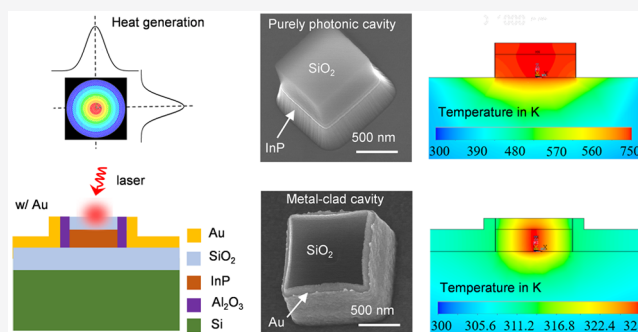 Heat generation
laser
w/ Au
Au
SiO2
InP
Al2O3
Si
Purely photonic cavity
SiO2
InP
500 nm
Metal-clad cavity
SiO2
Au
500 nm
Temperature in K
300 390 480 570 560 750
Temperature in K
300 305.6 311.2 316.8 322.4 32